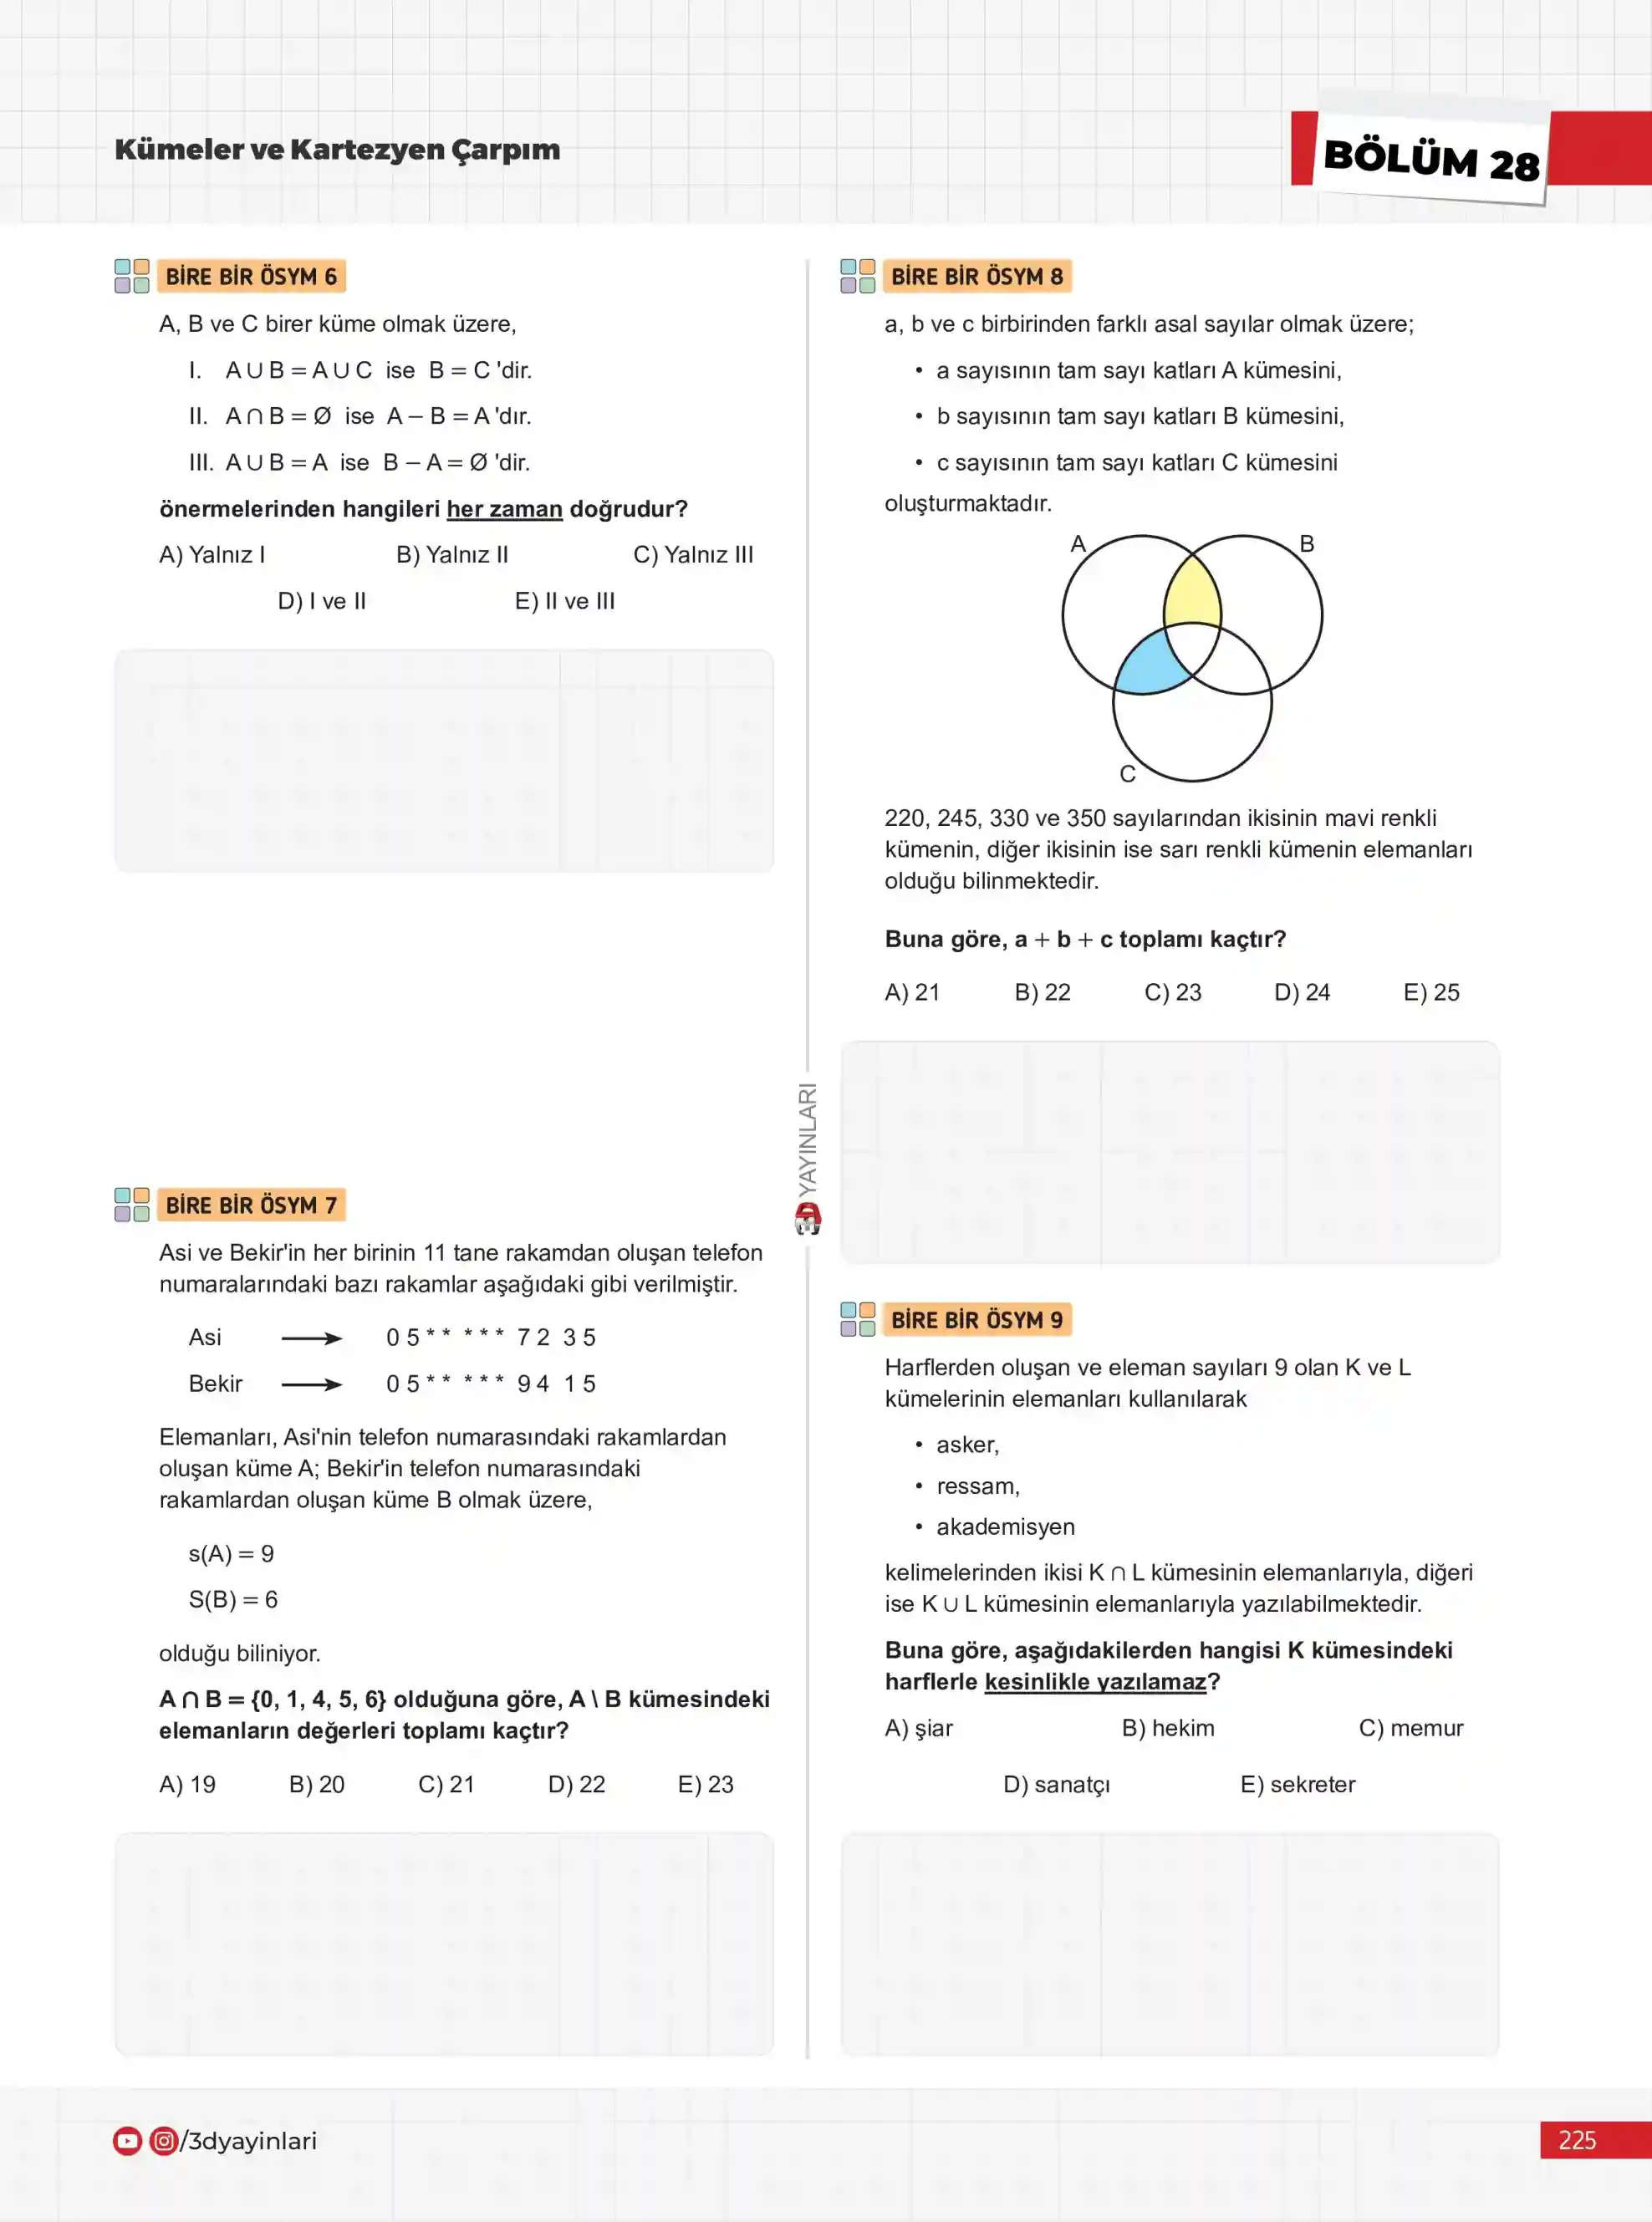 Kümeler ve Kartezyen Çarpım
BÖLÜM 28
BİRE BİR ÖSYM 6
A, B ve C birer küme olmak üzere,
I. A ∪ B = A ∪ C ise B = C 'dir.
II. A ∩ B = Ø ise A – B = A 'dır.
III. A ∪ B = A ise B – A = Ø 'dir.
önermelerinden hangileri her zaman doğrudur?
A) Yalnız I B) Yalnız II C) Yalnız III
D) I ve II E) II ve III
BİRE BİR ÖSYM 7
Asi ve Bekir'in her birinin 11 tane rakamdan oluşan telefon
numaralarındaki bazı rakamlar aşağıdaki gibi verilmiştir.
Asi → 0 5 * * * * * 7 2 3 5
Bekir → 0 5 * * * * * 9 4 1 5
Elemanları, Asi'nin telefon numarasındaki rakamlardan
oluşan küme A; Bekir'in telefon numarasındaki
rakamlardan oluşan küme B olmak üzere,
s(A) = 9
S(B) = 6
olduğu biliniyor.
A ∩ B = {0, 1, 4, 5, 6} olduğuna göre, A \ B kümesindeki
elemanların değerleri toplamı kaçtır?
A) 19 B) 20 C) 21 D) 22 E) 23
YAYINLARI
BİRE BİR ÖSYM 8
a, b ve c birbirinden farklı asal sayılar olmak üzere;
• a sayısının tam sayı katları A kümesini,
• b sayısının tam sayı katları B kümesini,
• c sayısının tam sayı katları C kümesini
oluşturmaktadır.
A B
C
220, 245, 330 ve 350 sayılarından ikisinin mavi renkli
kümenin, diğer ikisinin ise sarı renkli kümenin elemanları
olduğu bilinmektedir.
Buna göre, a + b + c toplamı kaçtır?
A) 21 B) 22 C) 23 D) 24 E) 25
BİRE BİR ÖSYM 9
Harflerden oluşan ve eleman sayıları 9 olan K ve L
kümelerinin elemanları kullanılarak
• asker,
• ressam,
• akademisyen
kelimelerinden ikisi K ∩ L kümesinin elemanlarıyla, diğeri
ise K ∪ L kümesinin elemanlarıyla yazılabilmektedir.
Buna göre, aşağıdakilerden hangisi K kümesindeki
harflerle kesinlikle yazılamaz?
A) şiar B) hekim C) memur
D) sanatçı E) sekreter
/3dyayinlari
225